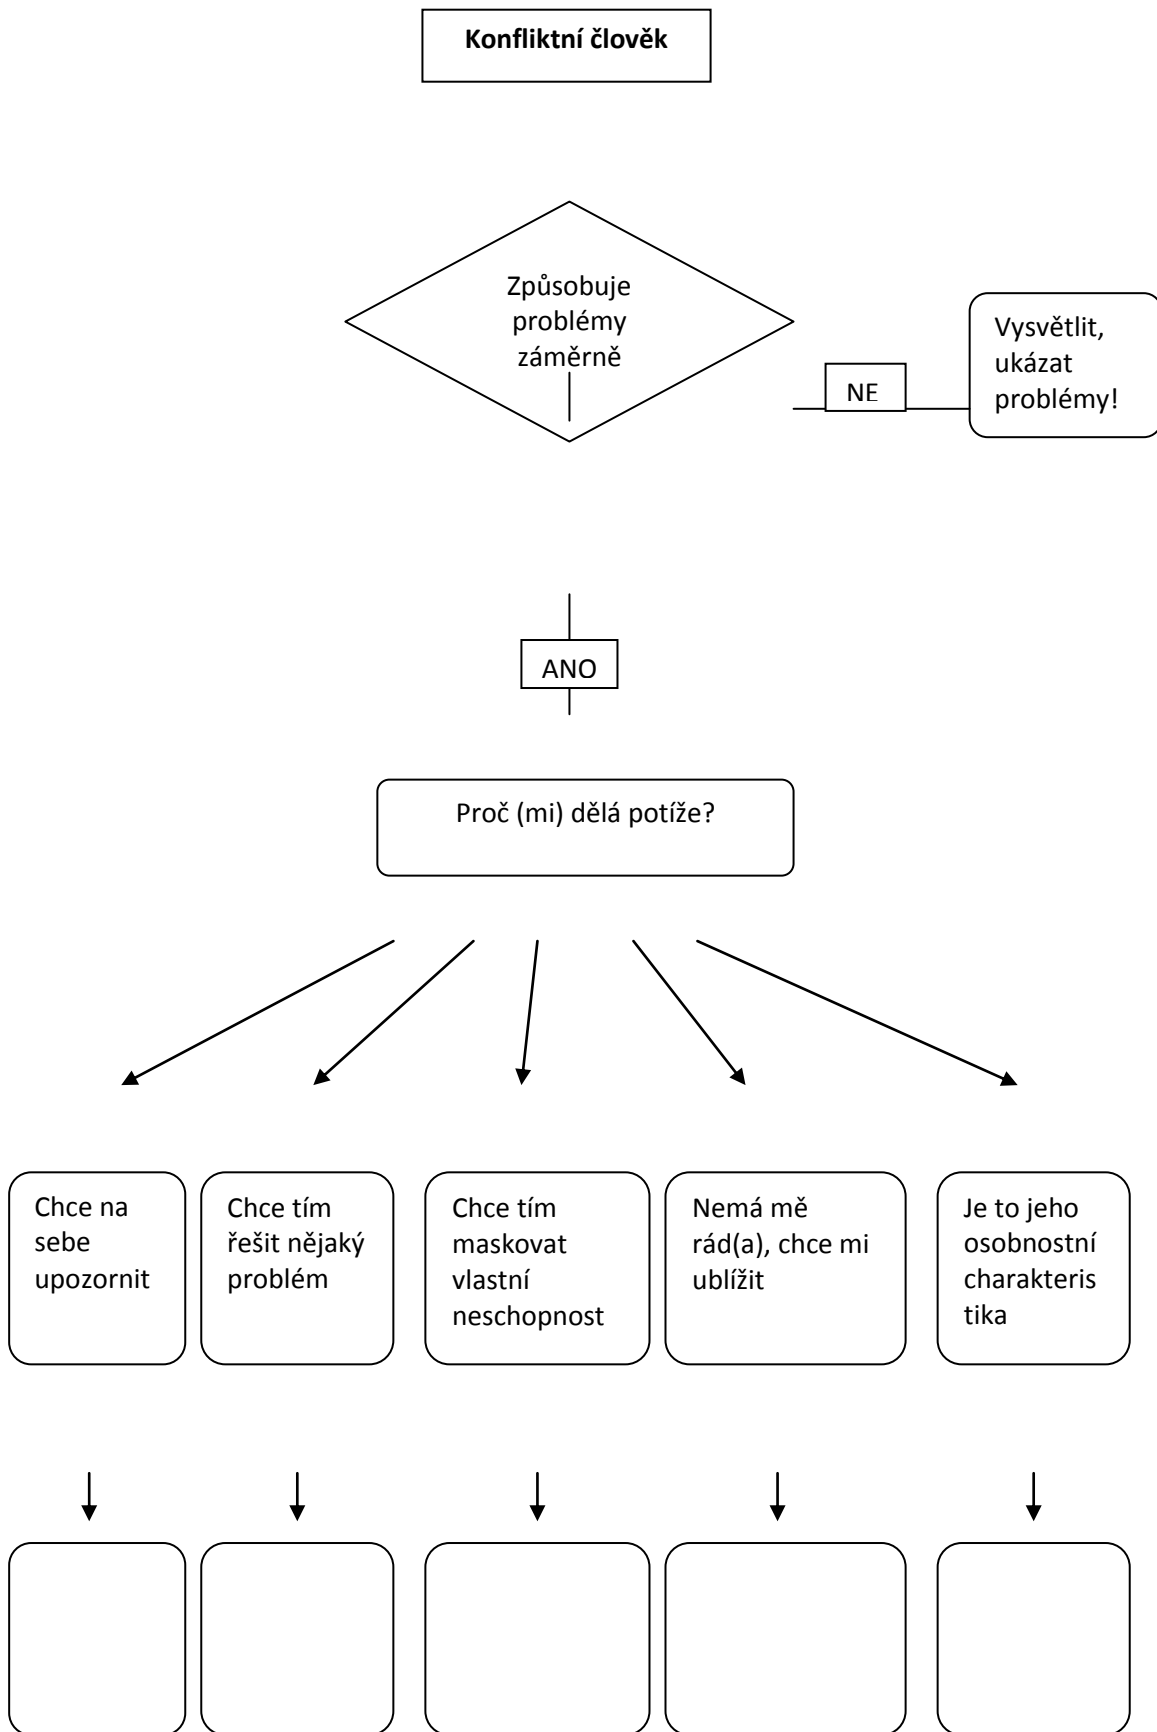 Konfliktní člověk
Způsobuje
problémy
záměrně
NE
Vysvětlit,
ukázat
problémy!
ANO
Proč (mi) dělá potíže?
Chce na
sebe
upozornit
Chce tím
řešit nějaký
problém
Chce tím
maskovat
vlastní
neschopnost
Nemá mě
rád(a), chce mi
ublížit
Je to jeho
osobnostní
charakteris
tika